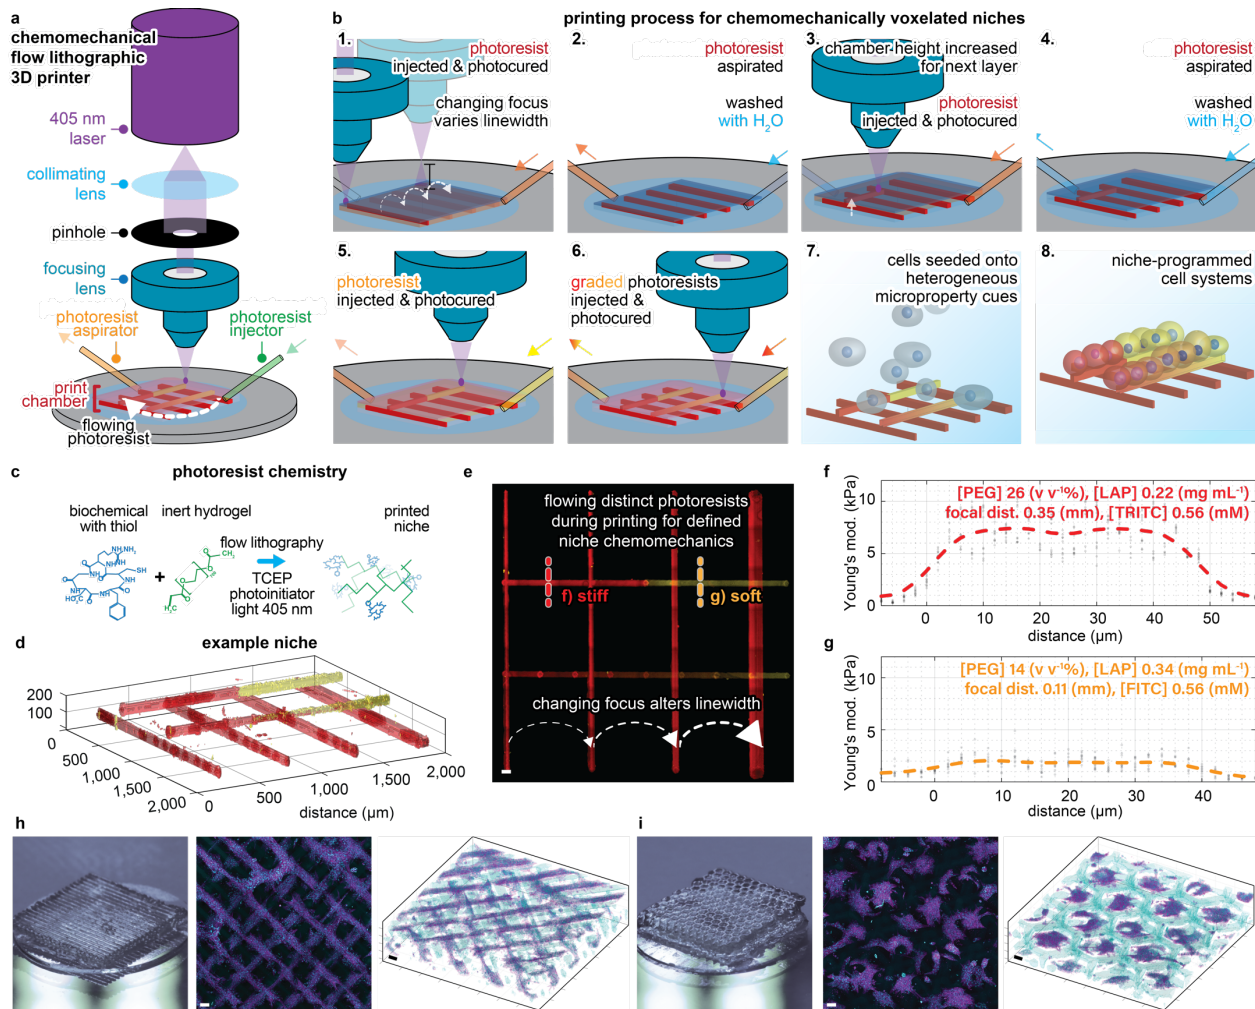 a
chemomechanical
flow lithographic
3D printer
405 nm
laser
collimating
lens
pinhole
focusing
lens
photoresist
aspirator
photoresist
injector
print
chamber
flowing
photoresist
b
printing process for chemomechanically voxelated niches
1.
photoresist
injected & photocured
changing focus
varies linewidth
2.
photoresist
aspirated
washed
with H₂O
3.
chamber-height increased
for next layer
photoresist
injected & photocured
4.
photoresist
aspirated
washed
with H₂O
5.
photoresist
injected & photocured
6.
graded photoresists
injected &
photocured
7.
cells seeded onto
heterogeneous
microproperty cues
8.
niche-programmed
cell systems
c
photoresist chemistry
biochemical
with thiol
inert hydrogel
printed
niche
flow lithography
TCEP
photoinitiator
light 405 nm
+
d
example niche
200
100
0
500
1,000
1,500
2,000
0
500
1,000
1,500
2,000
distance (µm)
e
flowing distinct photoresists
during printing for defined
niche chemomechanics
f) stiff
g) soft
changing focus alters linewidth
f
[PEG] 26 (v v⁻¹%), [LAP] 0.22 (mg mL⁻¹)
focal dist. 0.35 (mm), [TRITC] 0.56 (mM)
Young's mod. (kPa)
10
5
0
0
10
20
30
40
50
distance (µm)
g
[PEG] 14 (v v⁻¹%), [LAP] 0.34 (mg mL⁻¹)
focal dist. 0.11 (mm), [FITC] 0.56 (mM)
Young's mod. (kPa)
10
5
0
0
10
20
30
40
distance (µm)
h
i